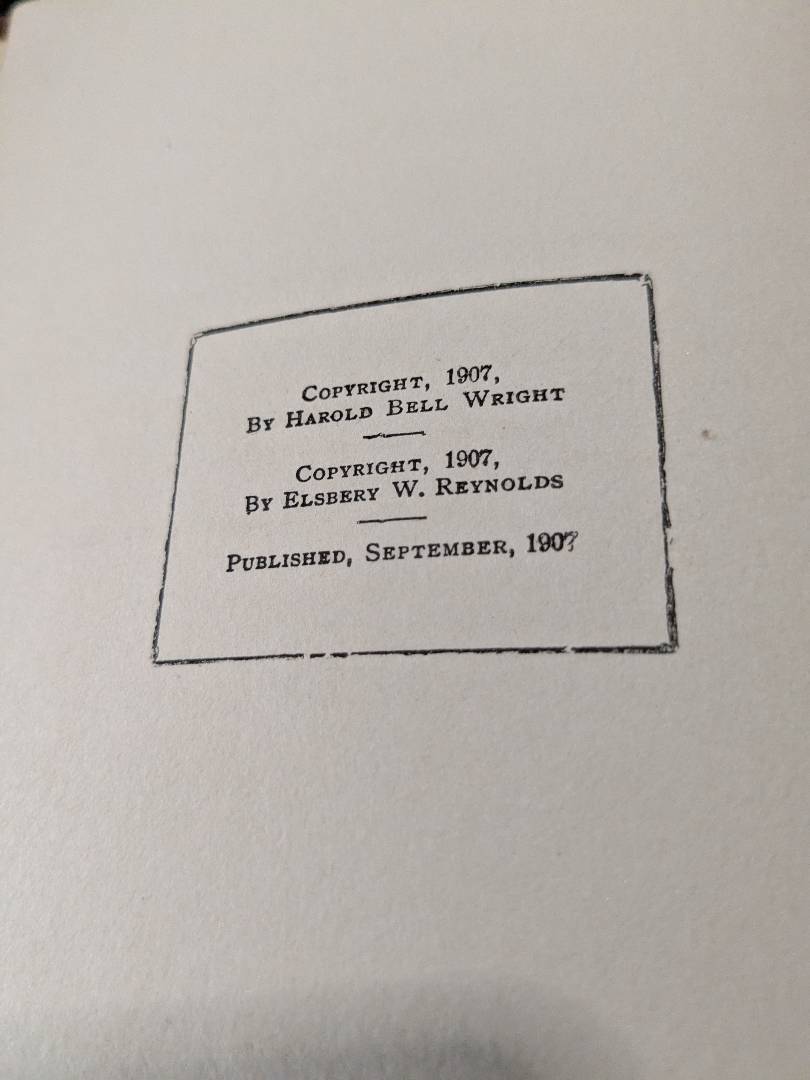 COPYRIGHT, 1907,
BY HAROLD BELL WRIGHT
COPYRIGHT, 1907,
BY ELSBERY W. REYNOLDS
PUBLISHED, SEPTEMBER, 1907